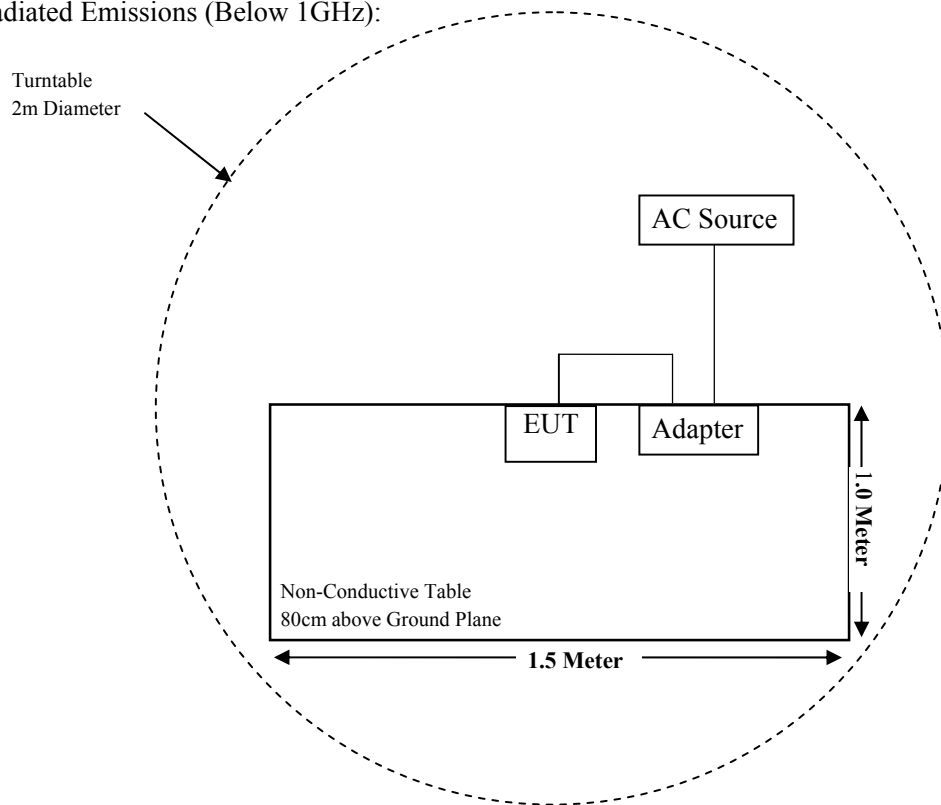 adiated Emissions (Below 1GHz):
Turntable
2m Diameter
AC Source
EUT
Adapter
1.0 Meter
Non-Conductive Table
80cm above Ground Plane
1.5 Meter